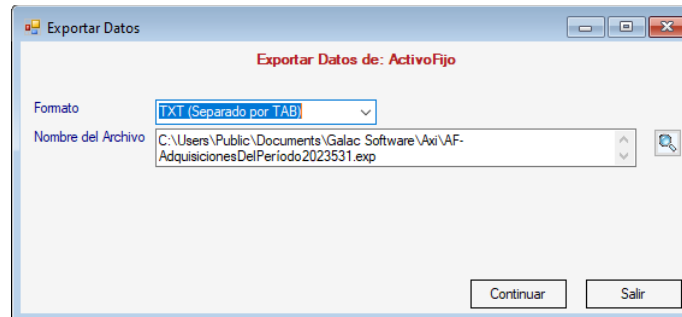 Exportar Datos
Exportar Datos de: ActivoFijo
Formato
TXT (Separado por TAB)
Nombre del Archivo
C:\Users\Public\Documents\Galac Software\Axi\AF-
AdquisicionesDelPeríodo2023531.exp
Continuar
Salir